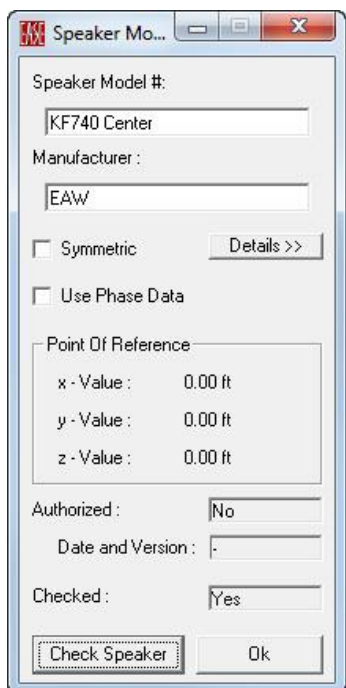 EASE Speaker Mo...
Speaker Model #:
KF740 Center
Manufacturer :
EAW
Symmetric
Details >>
Use Phase Data
Point Of Reference
x - Value : 0.00 ft
y - Value : 0.00 ft
z - Value : 0.00 ft
Authorized : No
Date and Version : -
Checked : Yes
Check Speaker Ok